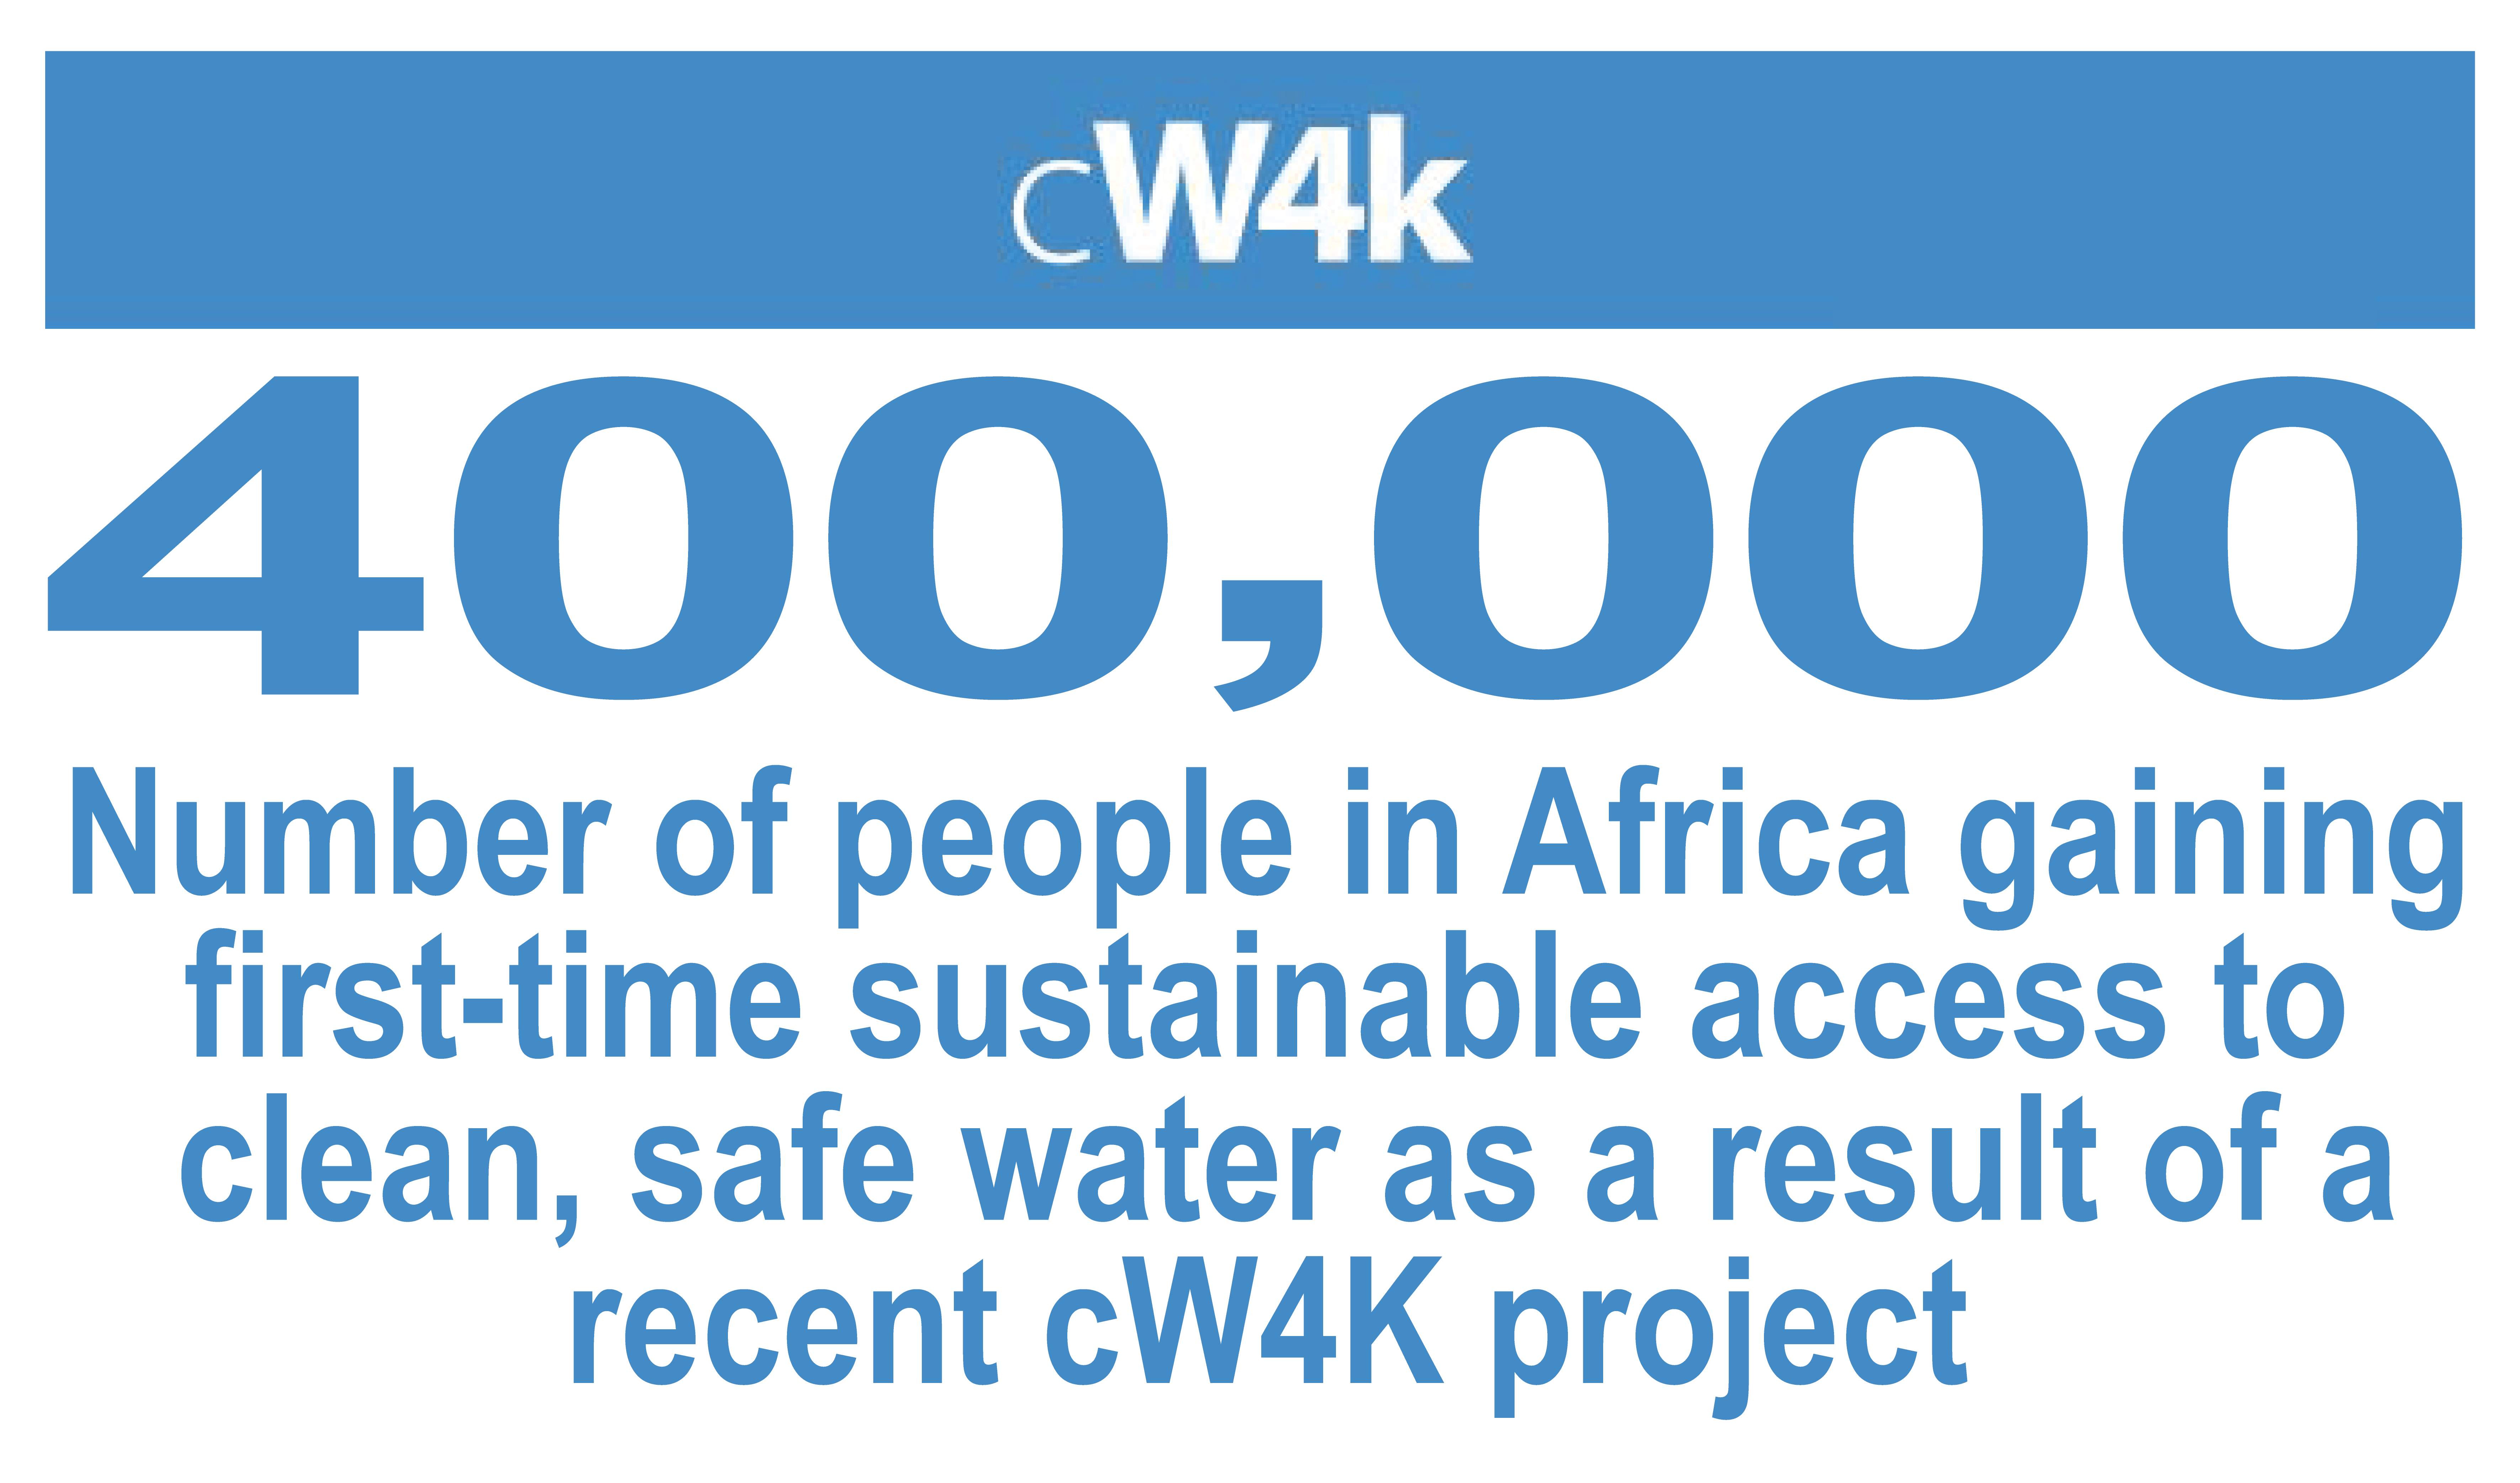 cW4k
400,000
Number of people in Africa gaining
first-time sustainable access to
clean, safe water as a result of a
recent cW4K project